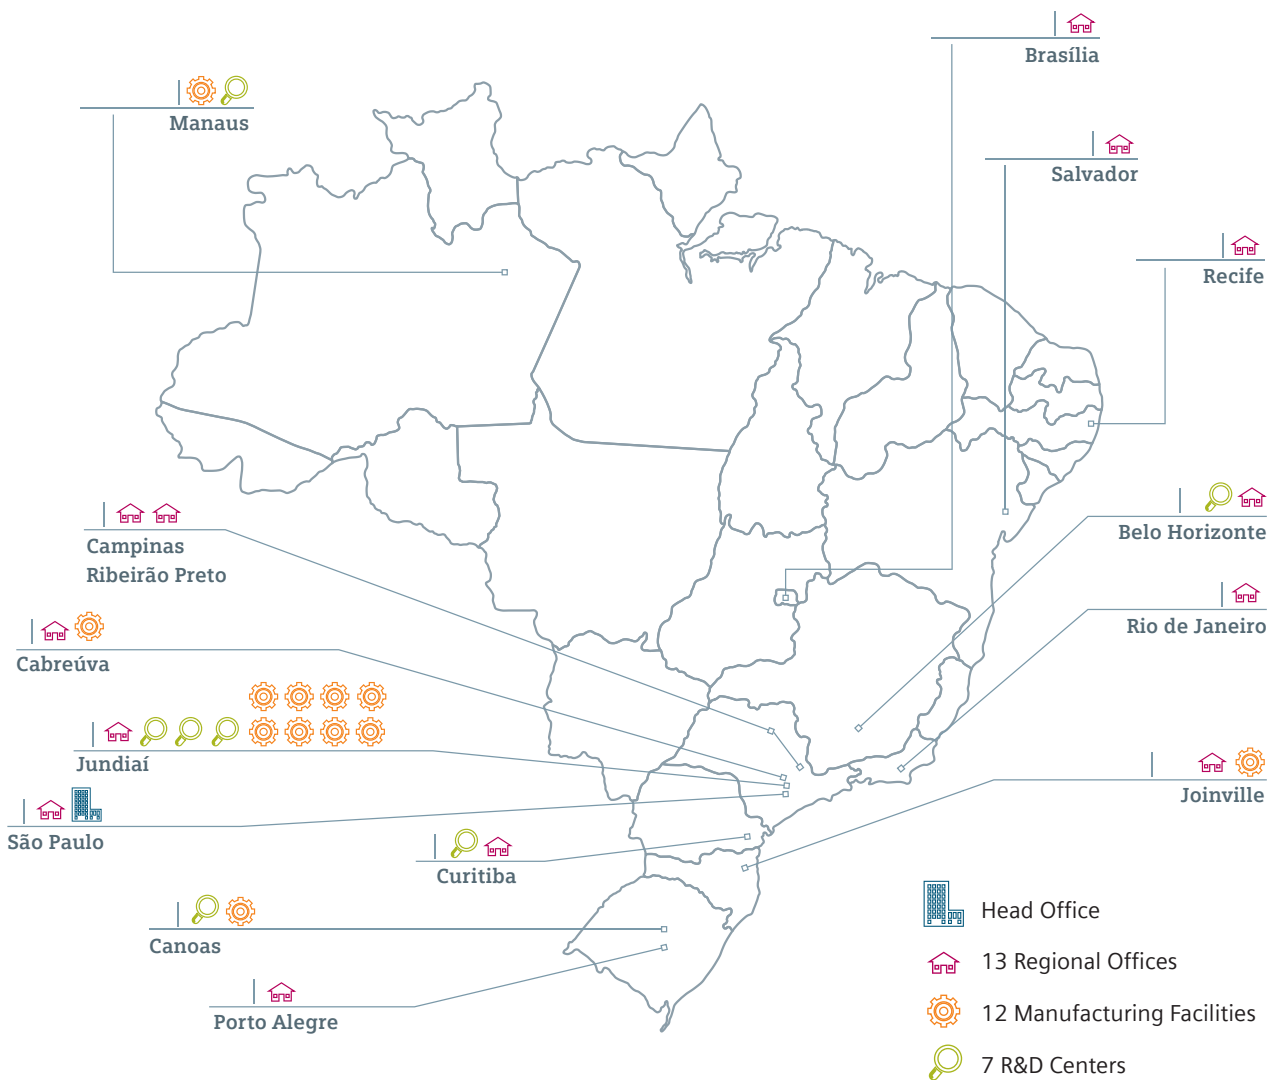 Brasília
Manaus
Salvador
Recife
Campinas
Ribeirão Preto
Belo Horizonte
Rio de Janeiro
Cabreúva
Jundiaí
Joinville
São Paulo
Curitiba
Canoas
Porto Alegre
Head Office
13 Regional Offices
12 Manufacturing Facilities
7 R&D Centers